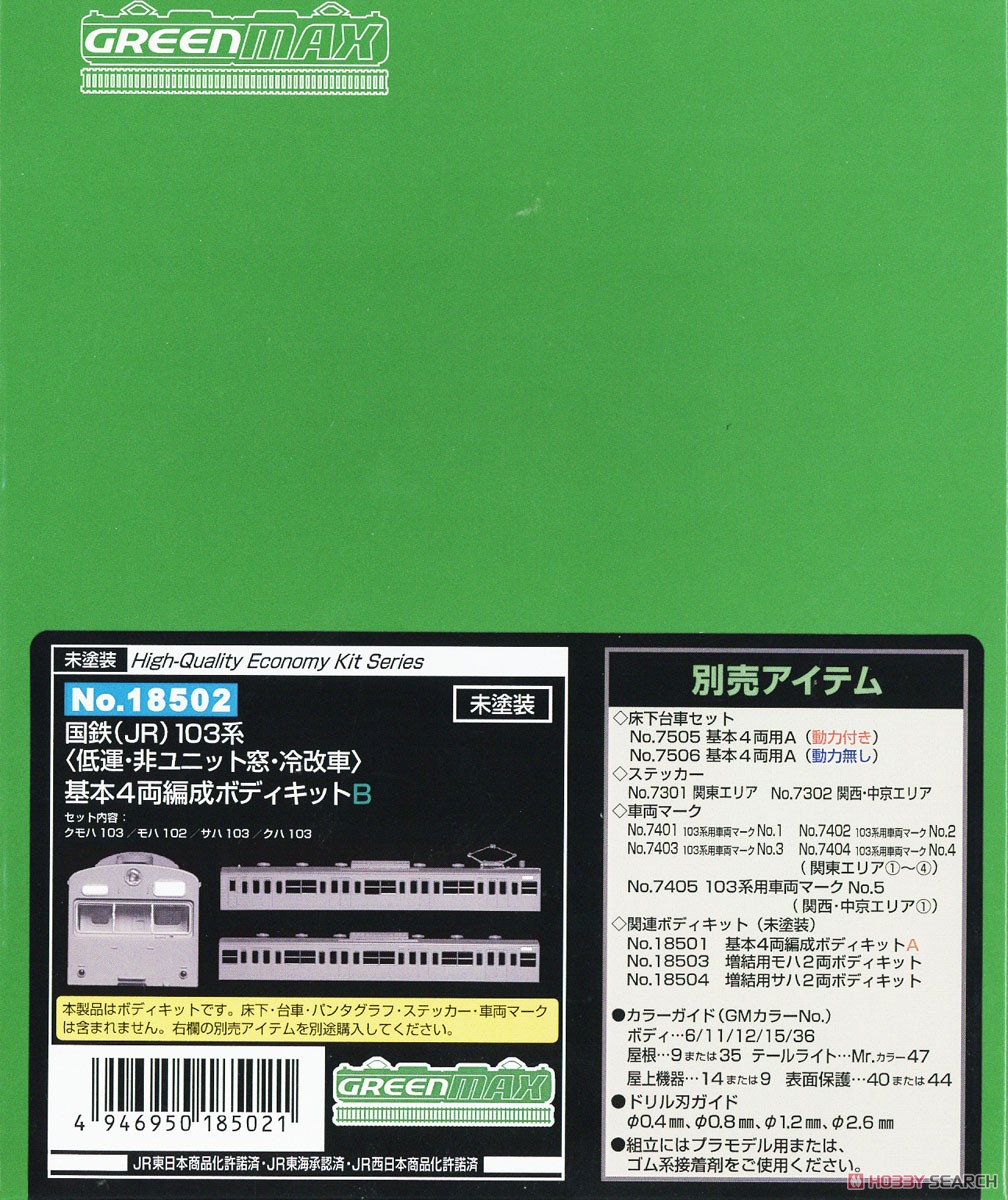 GREENMAX
未塗装 High-Quality Economy Kit Series
No.18502
未塗装
国鉄(JR)103系
〈低運・非ユニット窓・冷改車〉
基本4両編成ボディキットB
セット内容：
クモハ103／モハ102／サハ103／クハ103
本製品はボディキットです。床下・台車・パンタグラフ・ステッカー・車両マーク
は含まれません。右欄の別売アイテムを別途購入してください。
4 946950 185021
GREENMAX
JR東日本商品化許諾済・JR東海承認済・JR西日本商品化許諾済
別売アイテム
◇床下台車セット
No.7505 基本4両用A（動力付き）
No.7506 基本4両用A（動力無し）
◇ステッカー
No.7301 関東エリア No.7302 関西・中京エリア
◇車両マーク
No.7401 103系用車両マークNo.1 No.7402 103系用車両マークNo.2
No.7403 103系用車両マークNo.3 No.7404 103系用車両マークNo.4
（関東エリア①～④）
No.7405 103系用車両マーク No.5
（関西・中京エリア①）
◇関連ボディキット（未塗装）
No.18501 基本4両編成ボディキットA
No.18503 増結用モハ2両ボディキット
No.18504 増結用サハ2両ボディキット
●カラーガイド(GMカラーNo.)
ボディ…6/11/12/15/36
屋根…9または35 テールライト…Mr.カラー47
屋上機器…14または9 表面保護…40または44
●ドリル刃ガイド
φ0.4㎜、φ0.8㎜、φ1.2㎜、φ2.6㎜
●組立にはプラモデル用または、
ゴム系接着剤をご使用ください。
HOBBY SEARCH